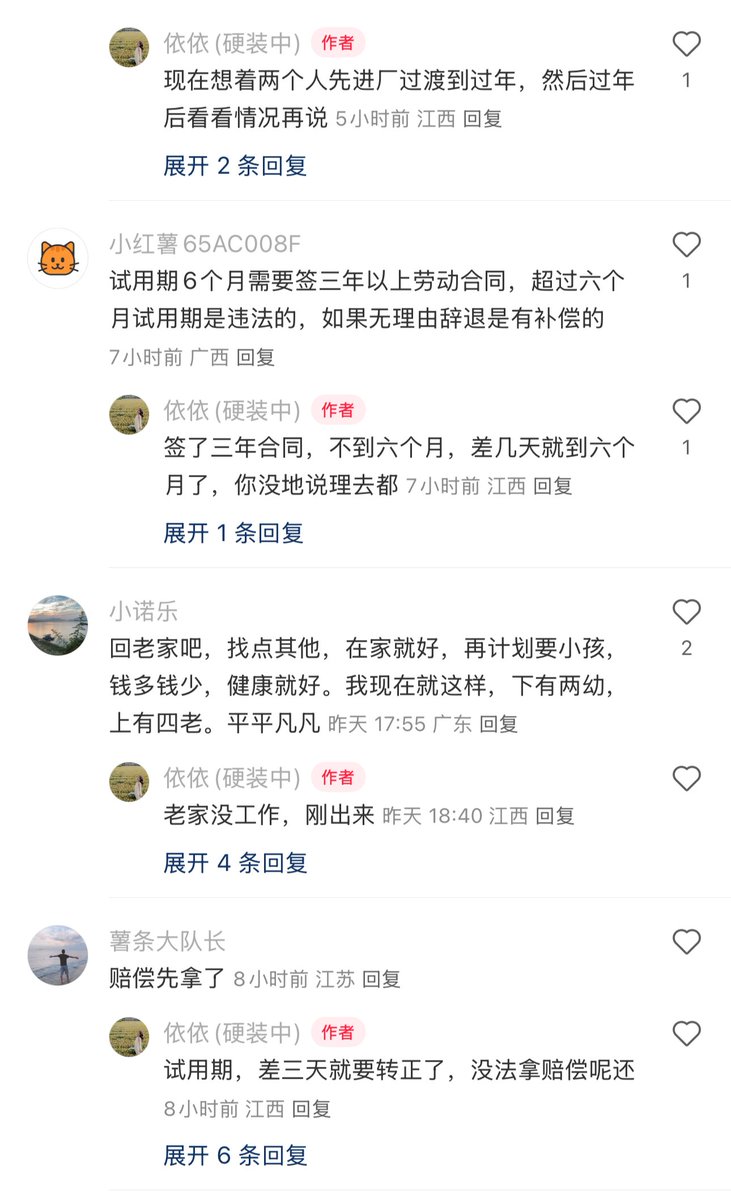 依依(硬装中) 作者
现在想着两个人先进厂过渡到过年，然后过年
1
后看看情况再说 5小时前 江西 回复
展开 2 条回复
小红薯65AC008F
试用期6个月需要签三年以上劳动合同，超过六个
1
月试用期是违法的，如果无理由辞退是有补偿的
7小时前 广西 回复
依依(硬装中) 作者
签了三年合同，不到六个月，差几天就到六个
1
月了，你没地说理去都 7小时前 江西 回复
展开 1 条回复
小诺乐
回老家吧，找点其他，在家就好，再计划要小孩，
2
钱多钱少，健康就好。我现在就这样，下有两幼，
上有四老。平平凡凡 昨天 17:55 广东 回复
依依(硬装中) 作者
老家没工作，刚出来 昨天 18:40 江西 回复
展开 4 条回复
薯条大队长
赔偿先拿了 8小时前 江苏 回复
依依(硬装中) 作者
试用期，差三天就要转正了，没法拿赔偿呢还
8小时前 江西 回复
展开 6 条回复